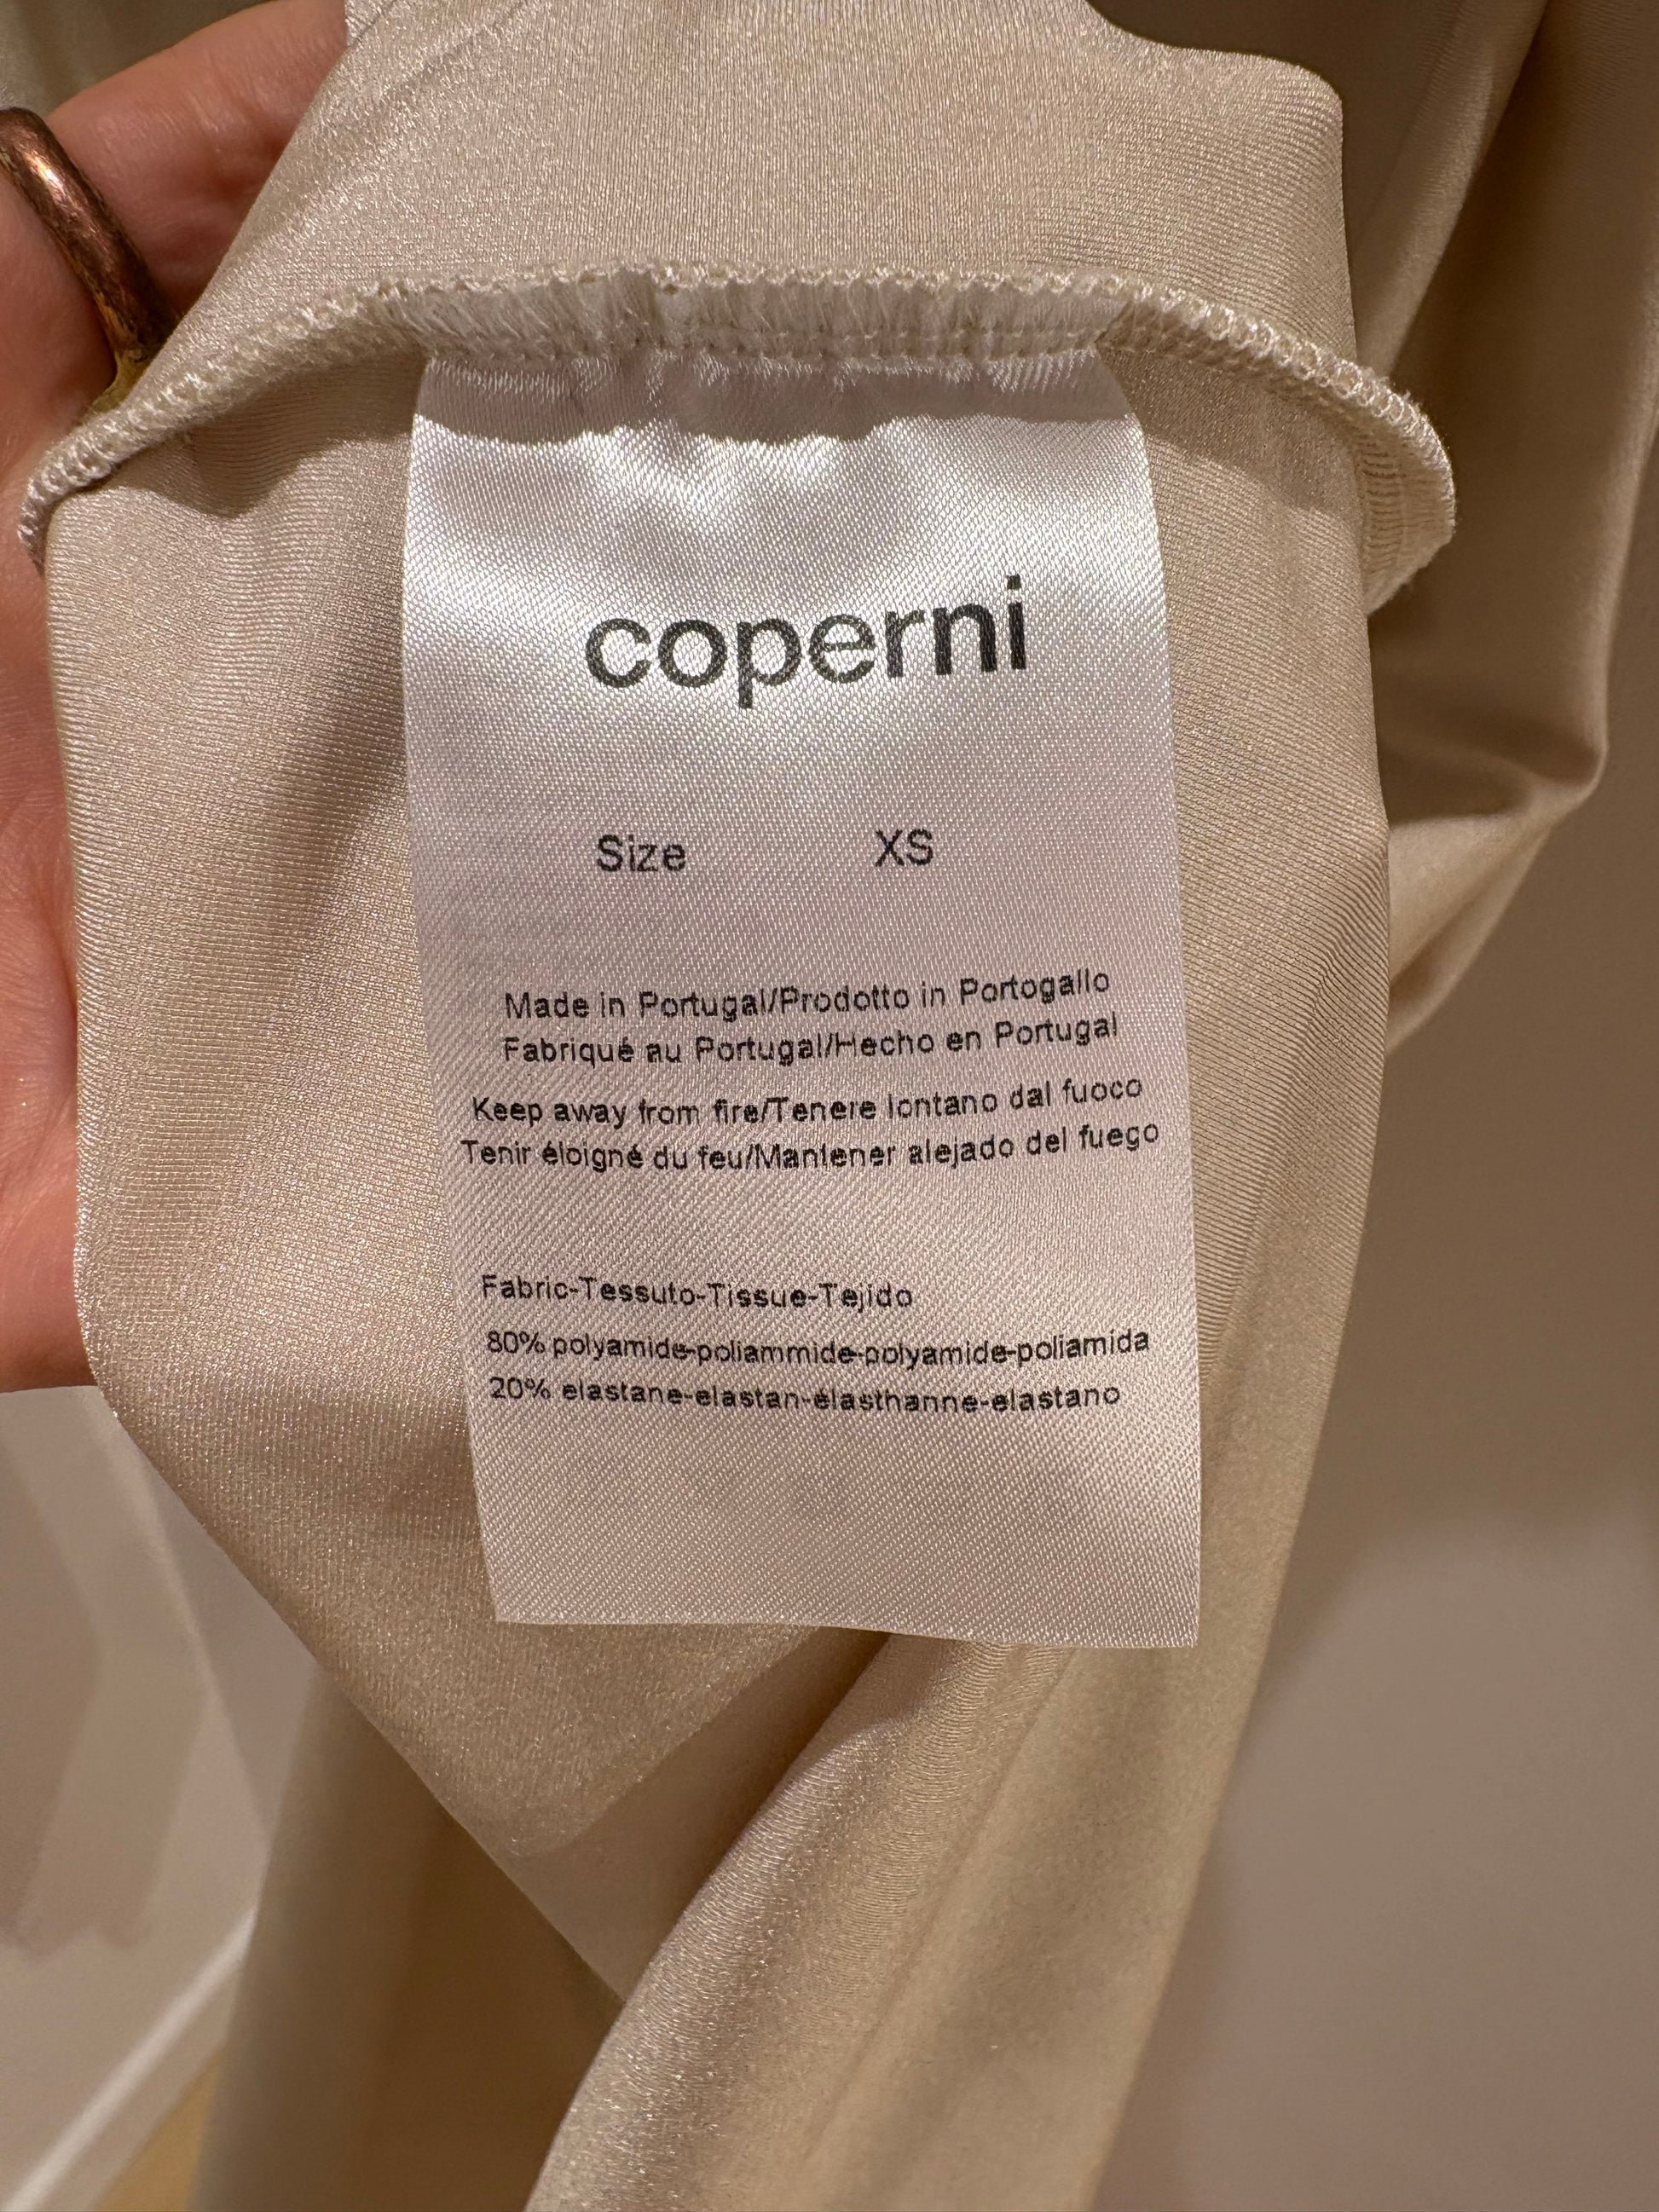 coperni
Size XS
Made in Portugal/Prodotto in Portogallo
Fabriqué au Portugal/Hecho en Portugal
Keep away from fire/Tenere lontano dal fuoco
Tenir éloigné du feu/Mantener alejado del fuego
Fabric-Tessuto-Tissue-Tejido
80% polyamide-poliammide-polyamide-poliamida
20% elastane-elastan-élasthanne-elastano